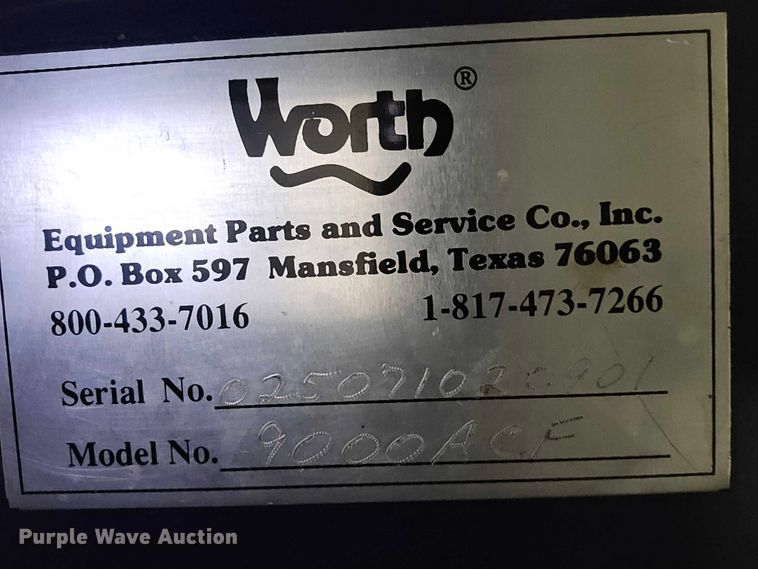 Worth®
Equipment Parts and Service Co., Inc.
P.O. Box 597 Mansfield, Texas 76063
800-433-7016 1-817-473-7266
Serial No. 025071020901
Model No. 9000ACF
Purple Wave Auction